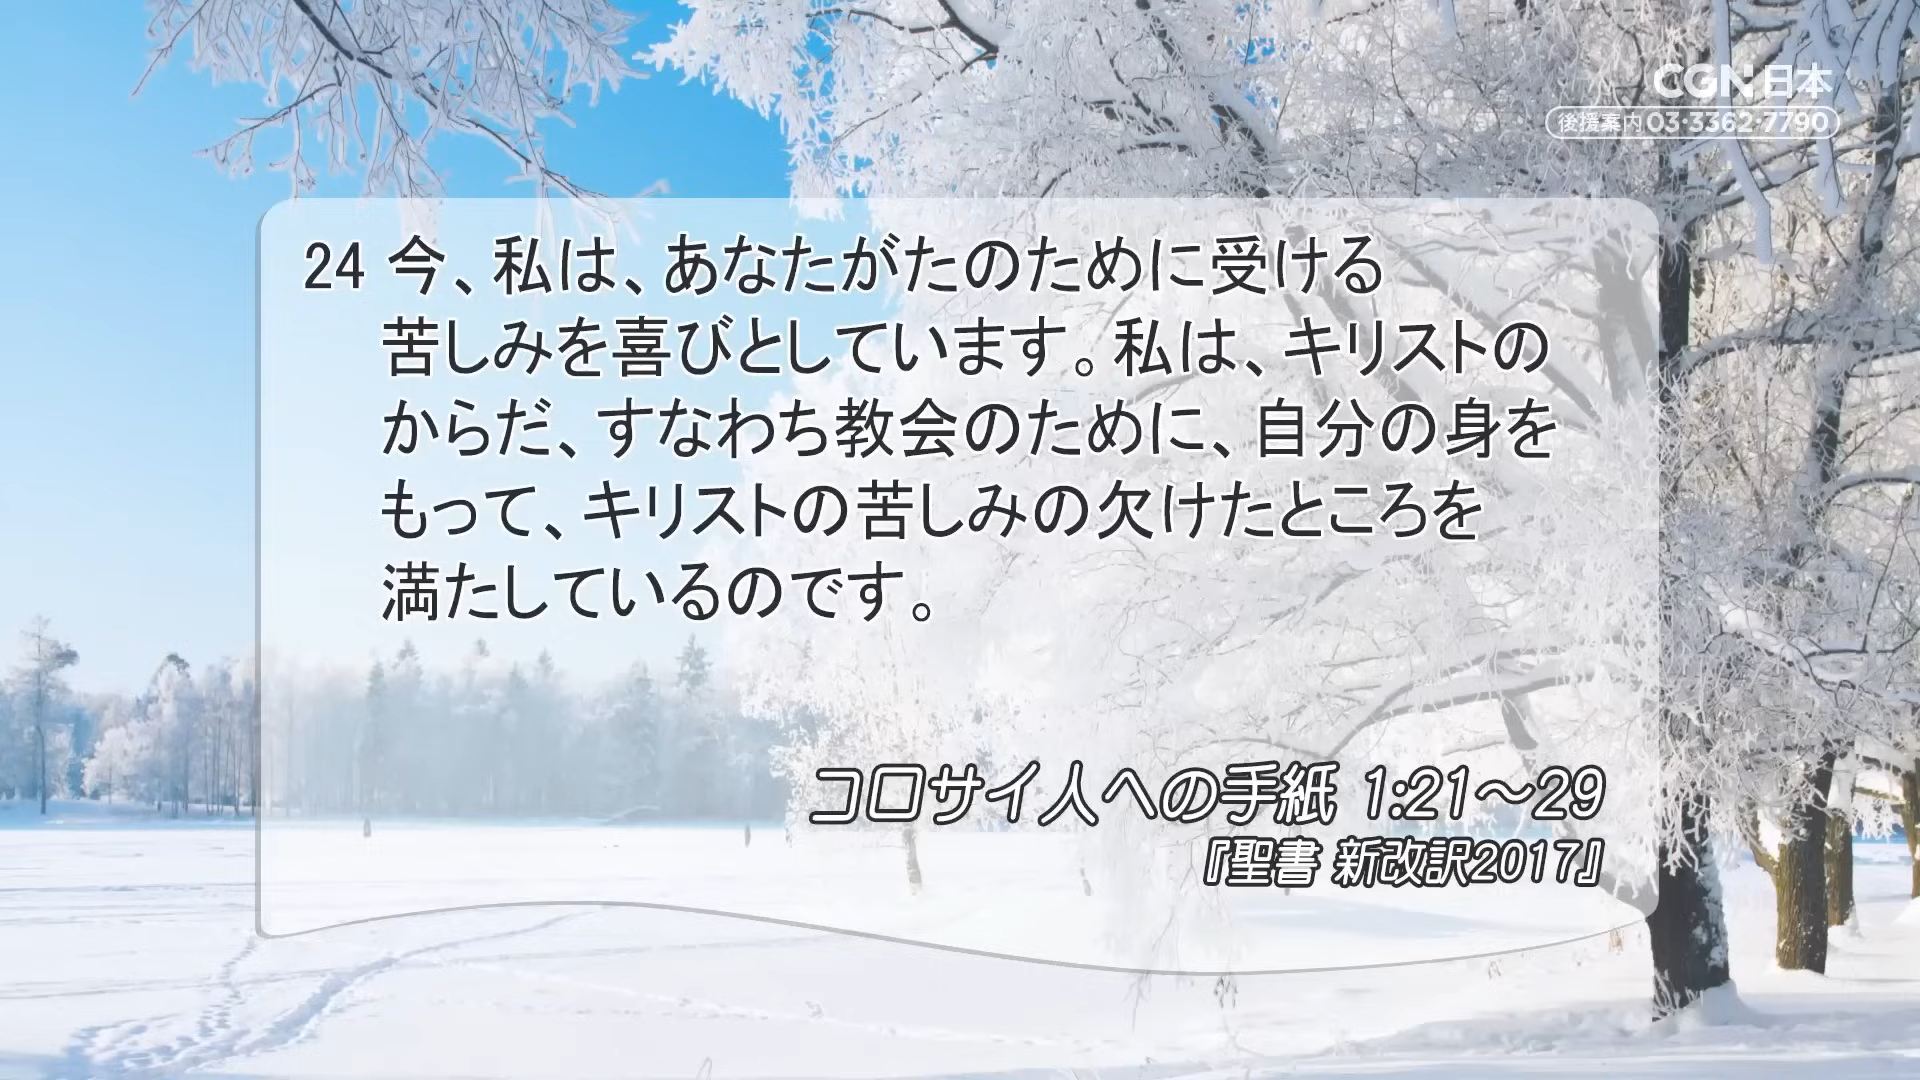 CGN日本
後援案内03·3362·7790
24 今、私は、あなたがたのために受ける
苦しみを喜びとしています。私は、キリストの
からだ、すなわち教会のために、自分の身を
もって、キリストの苦しみの欠けたところを
満たしているのです。
コロサイ人への手紙 1:21～29
『聖書 新改訳2017』